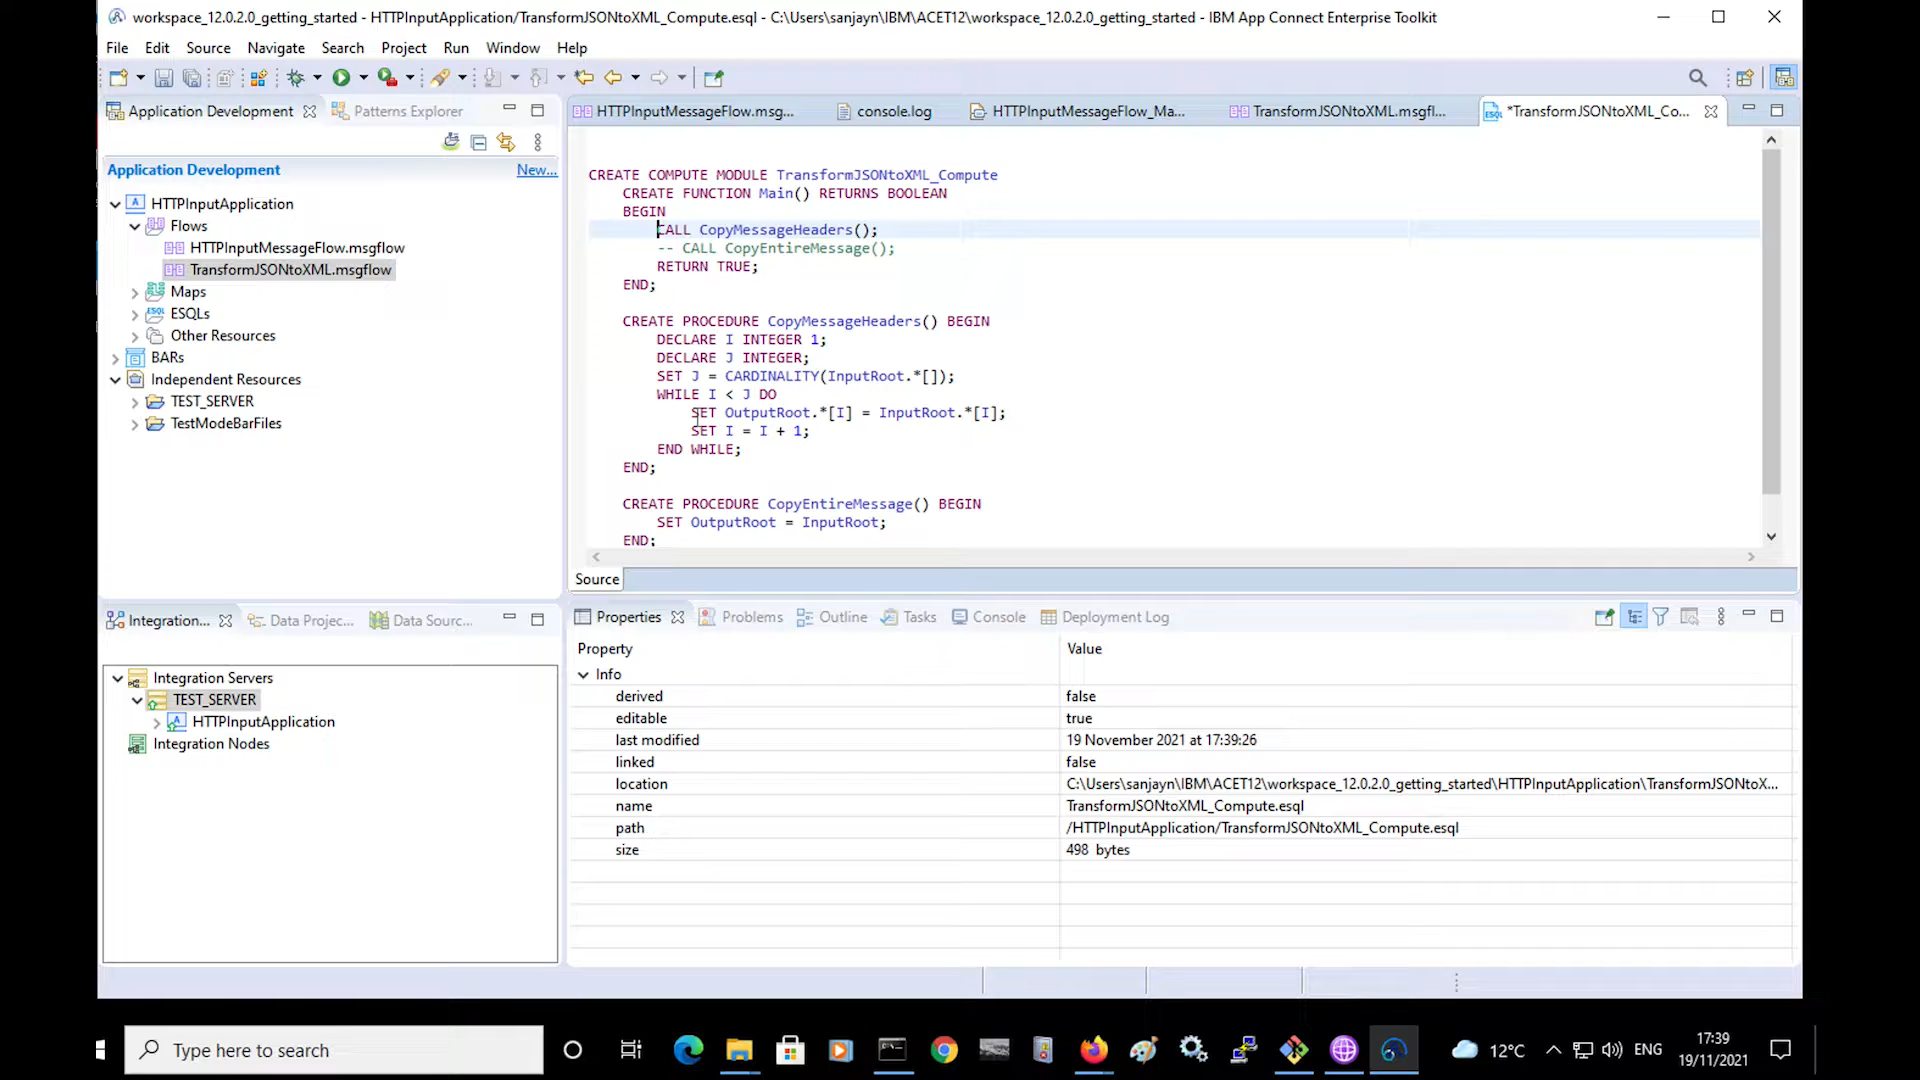 workspace_12.0.2.0_getting_started - HTTPInputApplication/TransformJSONtoXML_Compute.esql - C:\Users\sanjayn\IBM\ACET12\workspace_12.0.2.0_getting_started - IBM App Connect Enterprise Toolkit
File Edit Source Navigate Search Project Run Window Help
Application Development Patterns Explorer
Application Development New...
HTTPInputApplication
Flows
HTTPInputMessageFlow.msgflow
TransformJSONtoXML.msgflow
Maps
ESQL ESQLs
Other Resources
BARs
Independent Resources
TEST_SERVER
TestModeBarFiles
HTTPInputMessageFlow.msg... console.log HTTPInputMessageFlow_Ma... TransformJSONtoXML.msgfl... *TransformJSONtoXML_Co...
CREATE COMPUTE MODULE TransformJSONtoXML_Compute
CREATE FUNCTION Main() RETURNS BOOLEAN
BEGIN
CALL CopyMessageHeaders();
-- CALL CopyEntireMessage();
RETURN TRUE;
END;
CREATE PROCEDURE CopyMessageHeaders() BEGIN
DECLARE I INTEGER 1;
DECLARE J INTEGER;
SET J = CARDINALITY(InputRoot.*[]);
WHILE I < J DO
SET OutputRoot.*[I] = InputRoot.*[I];
SET I = I + 1;
END WHILE;
END;
CREATE PROCEDURE CopyEntireMessage() BEGIN
SET OutputRoot = InputRoot;
END;
Source
Integration... Data Projec... Data Sourc...
Integration Servers
TEST_SERVER
HTTPInputApplication
Integration Nodes
Properties Problems Outline Tasks Console Deployment Log
Property Value
Info
derived false
editable true
last modified 19 November 2021 at 17:39:26
linked false
location C:\Users\sanjayn\IBM\ACET12\workspace_12.0.2.0_getting_started\HTTPInputApplication\TransformJSONtoX...
name TransformJSONtoXML_Compute.esql
path /HTTPInputApplication/TransformJSONtoXML_Compute.esql
size 498 bytes
Type here to search
12°C ENG
17:39
19/11/2021